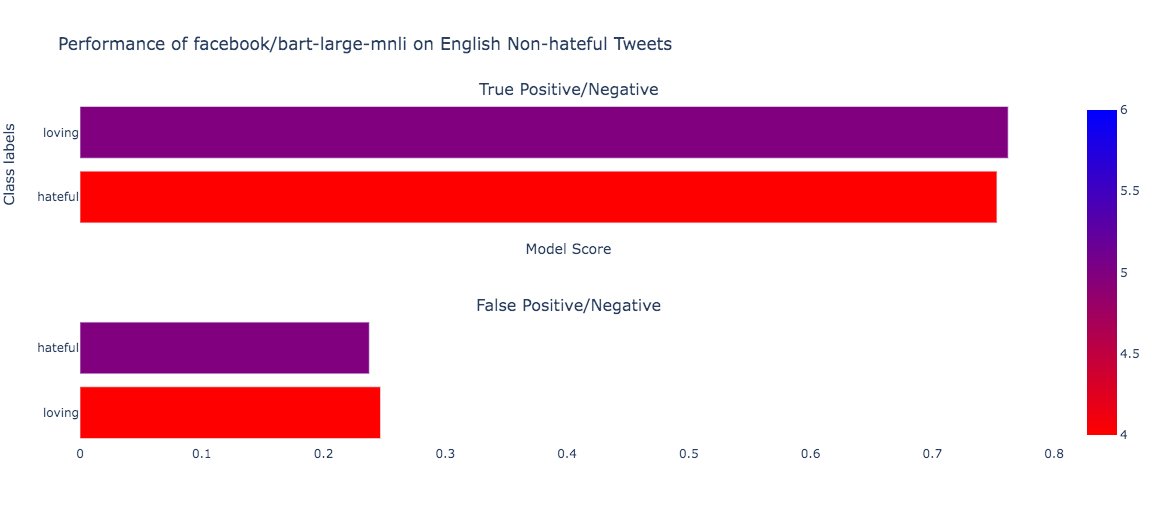 Performance of facebook/bart-large-mnli on English Non-hateful Tweets
True Positive/Negative
Class labels
loving
hateful
Model Score
False Positive/Negative
hateful
loving
0 0.1 0.2 0.3 0.4 0.5 0.6 0.7 0.8
6
5.5
5
4.5
4